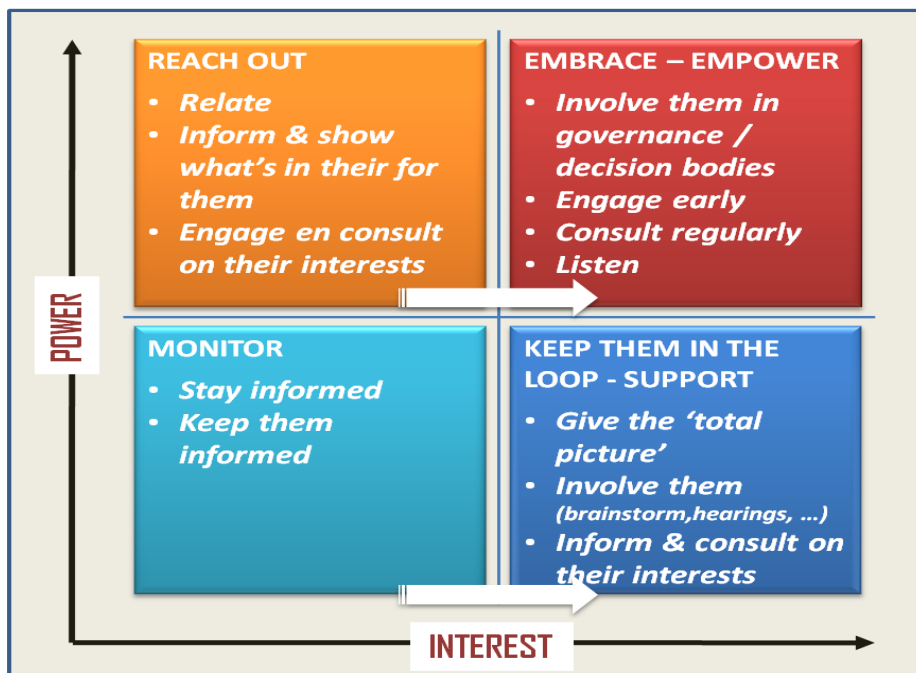 REACH OUT
• Relate
• Inform & show
what's in their for
them
• Engage en consult
on their interests
EMBRACE – EMPOWER
• Involve them in
governance /
decision bodies
• Engage early
• Consult regularly
• Listen
POWER
MONITOR
• Stay informed
• Keep them
informed
KEEP THEM IN THE
LOOP - SUPPORT
• Give the ‘total
picture’
• Involve them
(brainstorm,hearings, ...)
• Inform & consult on
their interests
INTEREST